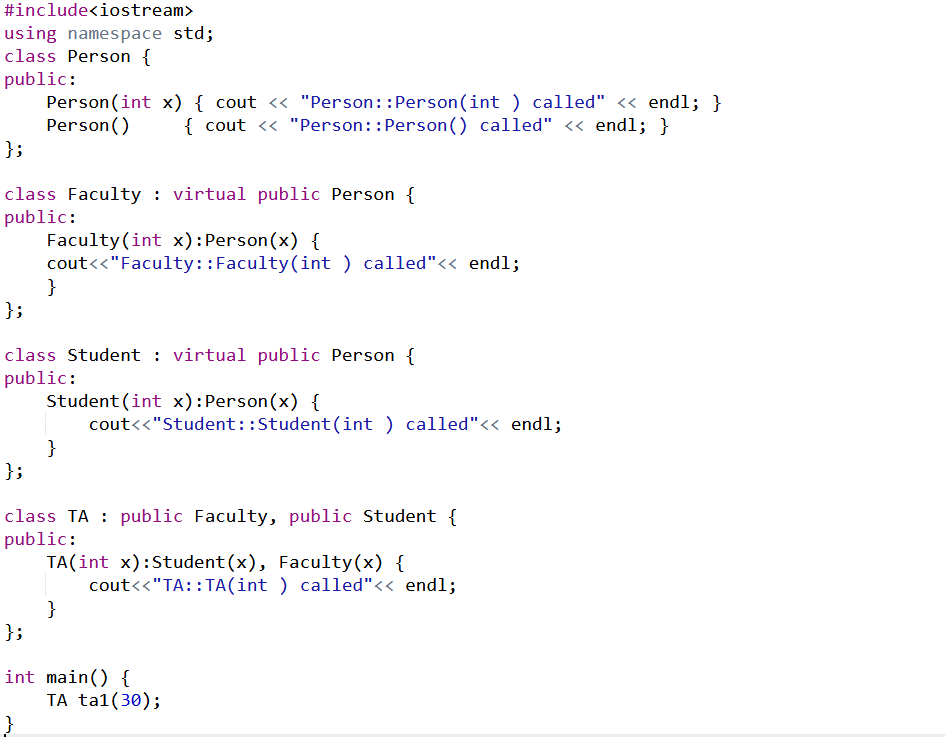 #include<iostream>
using namespace std;
class Person {
public:
    Person(int x) { cout << "Person::Person(int ) called" << endl; }
    Person()     { cout << "Person::Person() called" << endl; }
};

class Faculty : virtual public Person {
public:
    Faculty(int x):Person(x) {
    cout<<"Faculty::Faculty(int ) called"<< endl;
    }
};

class Student : virtual public Person {
public:
    Student(int x):Person(x) {
        cout<<"Student::Student(int ) called"<< endl;
    }
};

class TA : public Faculty, public Student {
public:
    TA(int x):Student(x), Faculty(x) {
        cout<<"TA::TA(int ) called"<< endl;
    }
};

int main() {
    TA ta1(30);
}